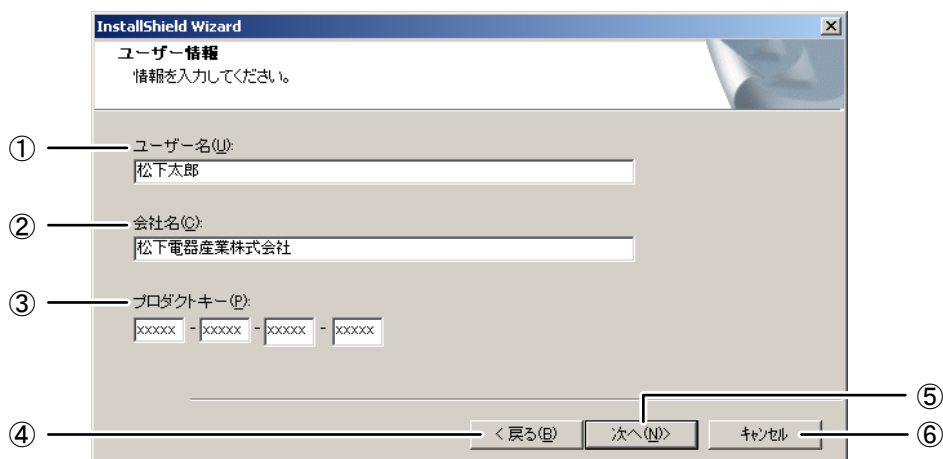 InstallShield Wizard
ユーザー情報
情報を入力してください。
① ユーザー名(U):
松下太郎
② 会社名(C):
松下電器産業株式会社
③ プロダクトキー(P):
xxxxx - xxxxx - xxxxx - xxxxx
⑤
④ < 戻る(B) 次へ(N)> キャンセル ⑥